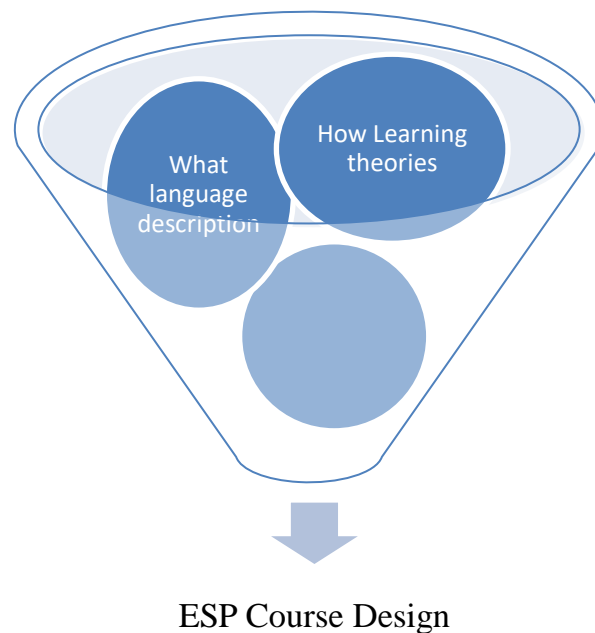 What
language
description
How Learning
theories
ESP Course Design